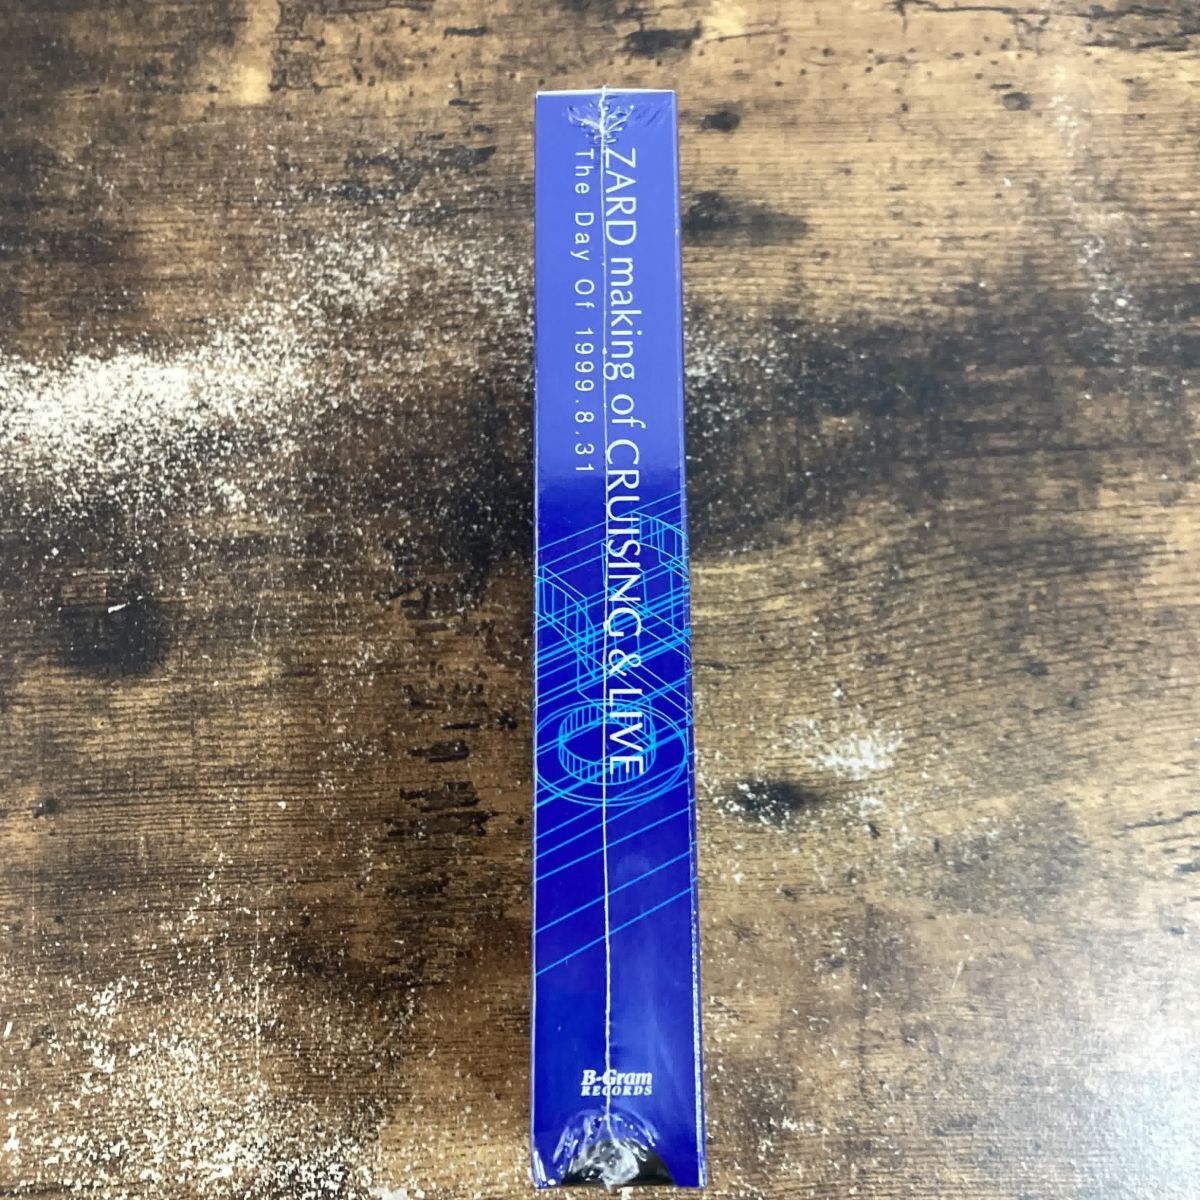 ZARD making of CRUISING & LIVE
The Day Of 1999.8.31
B-Gram
RECORDS